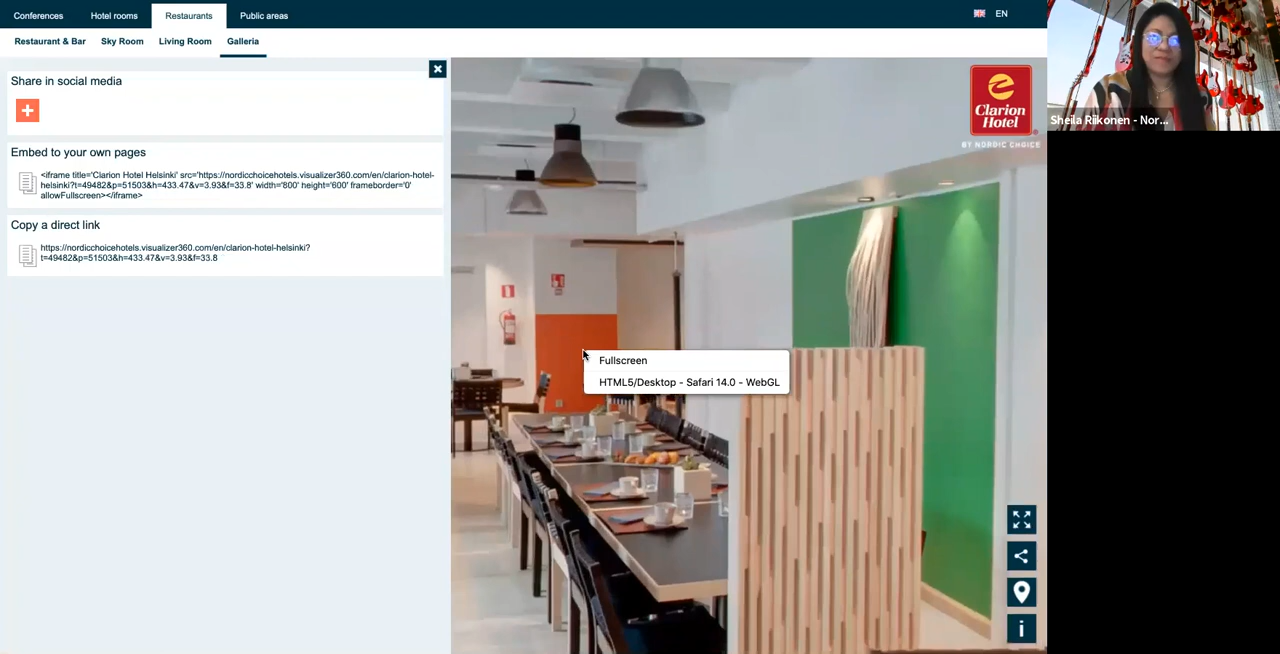 Conferences
Hotel rooms
Restaurants
Public areas
EN
Restaurant & Bar
Sky Room
Living Room
Galleria
Share in social media
Embed to your own pages
<iframe title='Clarion Hotel Helsinki' src='https://nordicchoicehotels.visualizer360.com/en/clarion-hotel-
helsinki?t=49482&p=51503&h=433.47&v=3.93&f=33.8' width='800' height='600' frameborder='0'
allowFullscreen></iframe>
Copy a direct link
https://nordicchoicehotels.visualizer360.com/en/clarion-hotel-helsinki?
t=49482&p=51503&h=433.47&v=3.93&f=33.8
Clarion
Hotel
BY NORDIC CHOICE
Sheila Riikonen - Nor...
Fullscreen
HTML5/Desktop - Safari 14.0 - WebGL